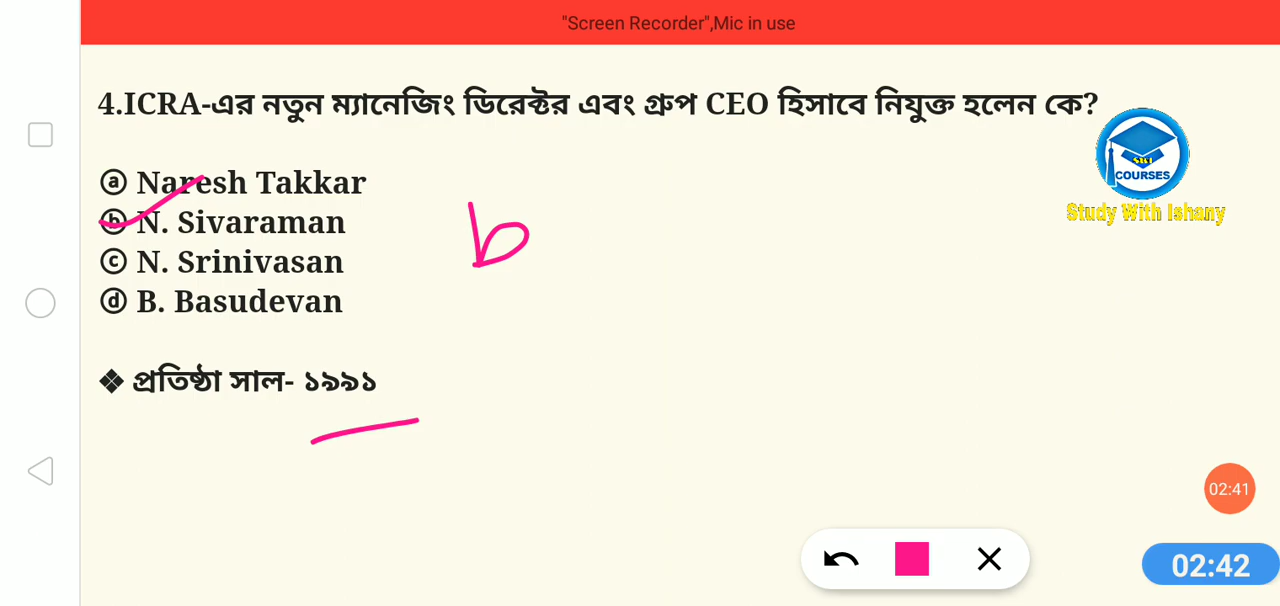 "Screen Recorder",Mic in use
4.ICRA-এর নতুন ম্যানেজিং ডিরেক্টর এবং গ্রুপ CEO হিসাবে নিযুক্ত হলেন কে?
ⓐ Naresh Takkar
ⓑ N. Sivaraman
b
ⓒ N. Srinivasan
ⓓ B. Basudevan
❖ প্রতিষ্ঠা সাল- ১৯৯১
SWI
COURSES
Study With Ishany
02:41
02:42